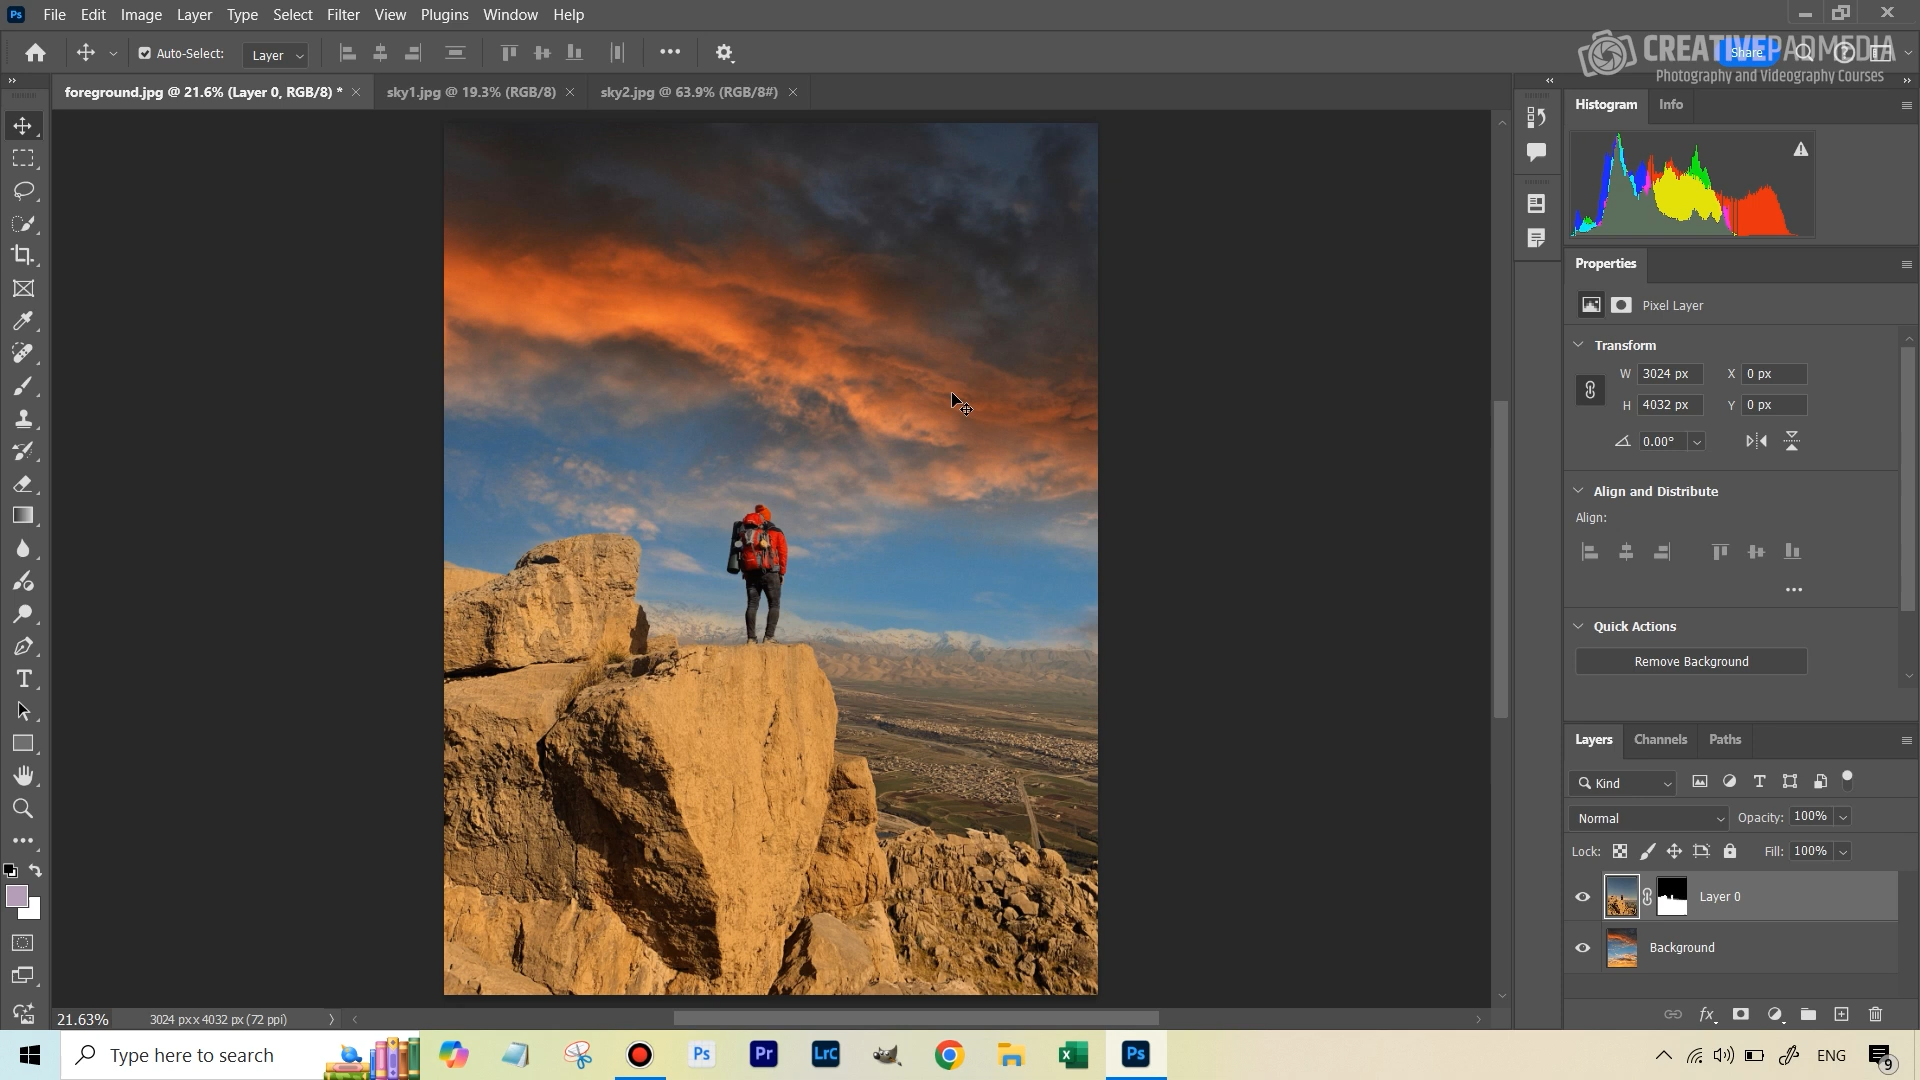 Ps File Edit Image Layer Type Select Filter View Plugins Window Help
Auto-Select: Layer
Share
CREATIVEPADMEDIA
Photography and Videography Courses
foreground.jpg @ 21.6% (Layer 0, RGB/8) *
sky1.jpg @ 19.3% (RGB/8)
sky2.jpg @ 63.9% (RGB/8#)
Histogram Info
Properties
Pixel Layer
Transform
W 3024 px X 0 px
H 4032 px Y 0 px
0.00°
Align and Distribute
Align:
Quick Actions
Remove Background
Layers Channels Paths
Kind
Normal Opacity: 100%
Lock: Fill: 100%
Layer 0
Background
fx
21.63% 3024 px x 4032 px (72 ppi)
Type here to search
Ps Pr LrC Ps
ENG
9